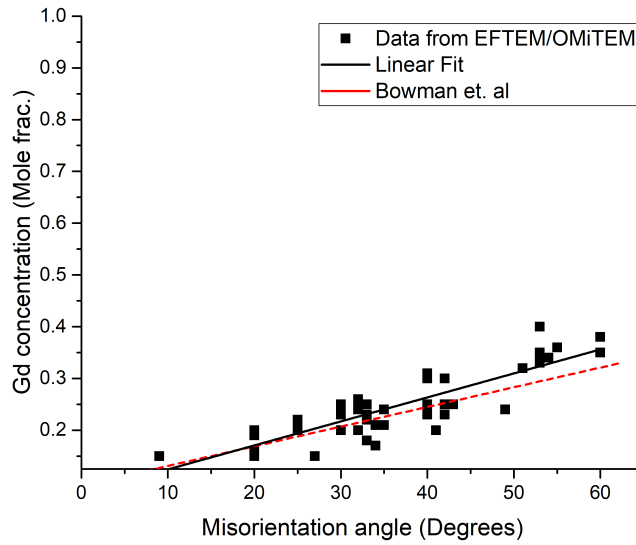 Data from EFTEM/OMiTEM
Linear Fit
Bowman et. al
Gd concentration (Mole frac.)
1.0
0.9
0.8
0.7
0.6
0.5
0.4
0.3
0.2
0 10 20 30 40 50 60
Misorientation angle (Degrees)